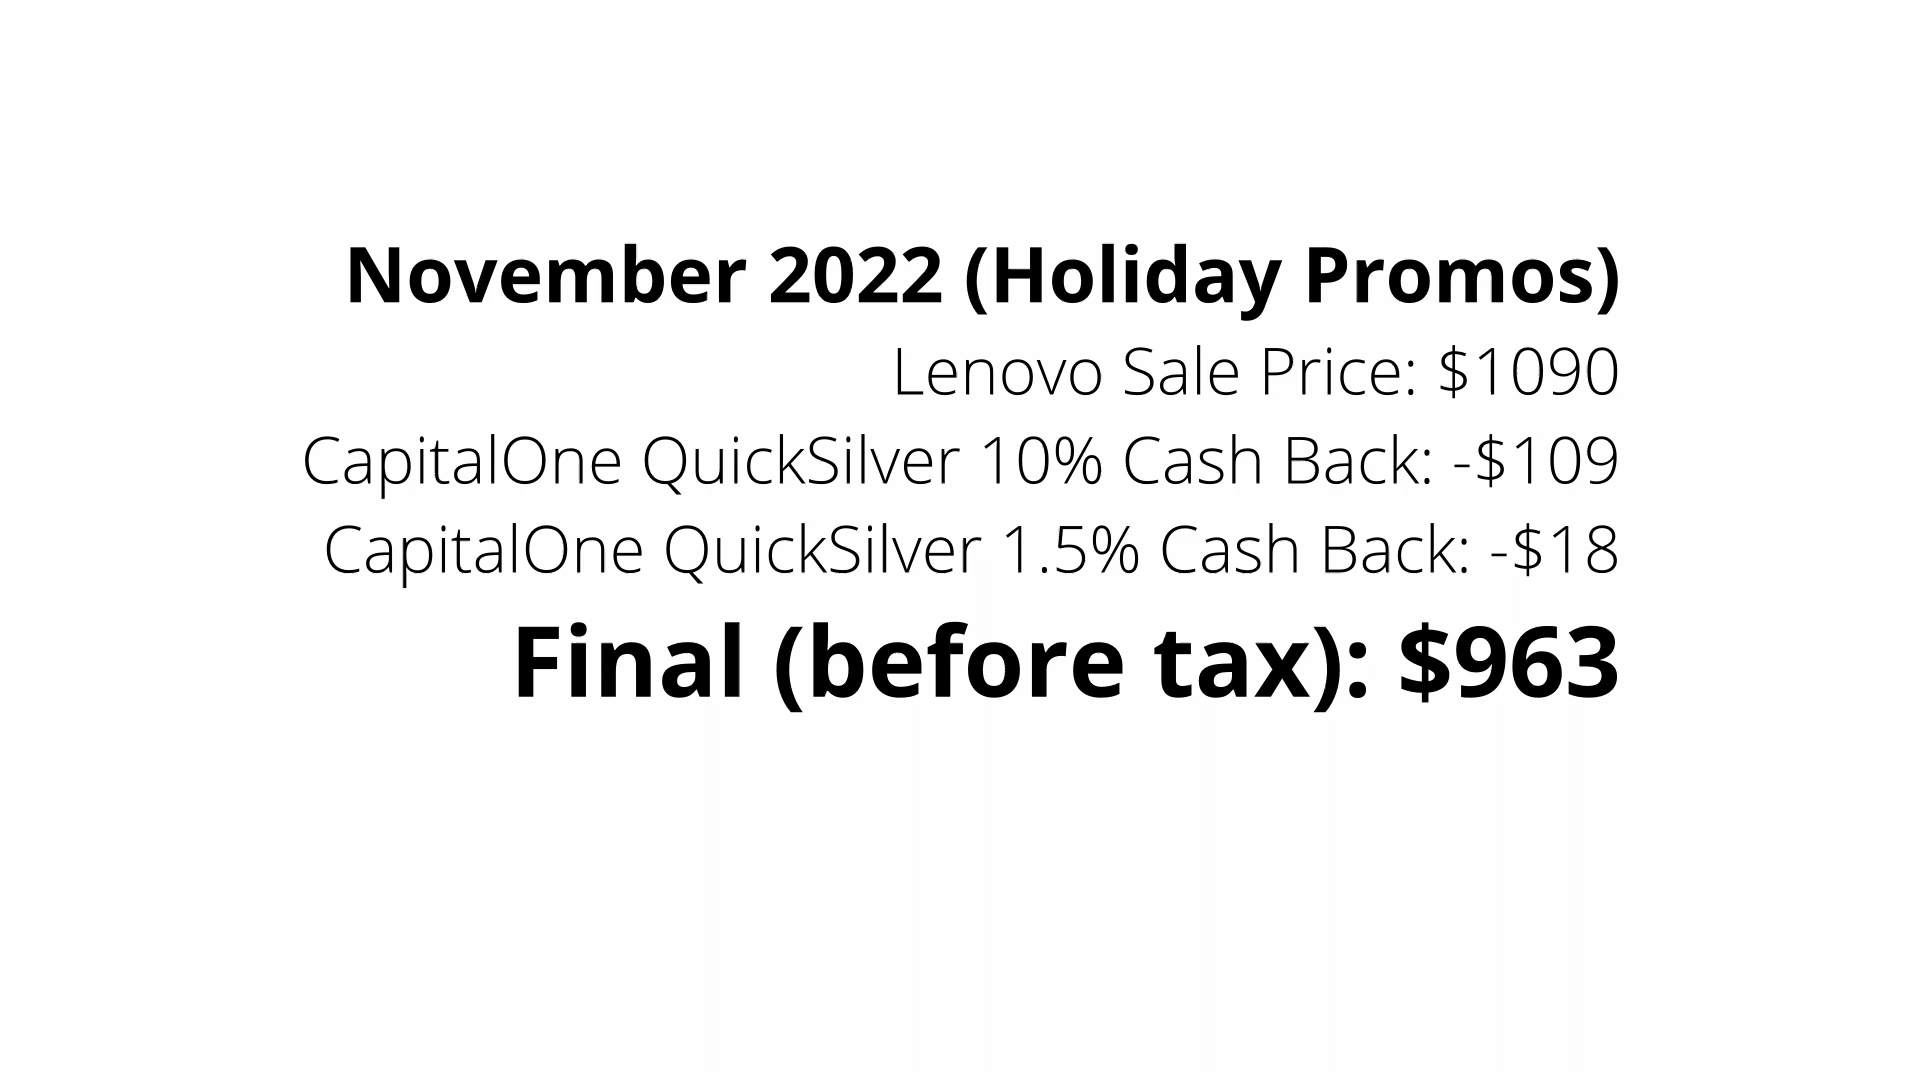 November 2022 (Holiday Promos)
Lenovo Sale Price: $1090
CapitalOne QuickSilver 10% Cash Back: -$109
CapitalOne QuickSilver 1.5% Cash Back: -$18
Final (before tax): $963